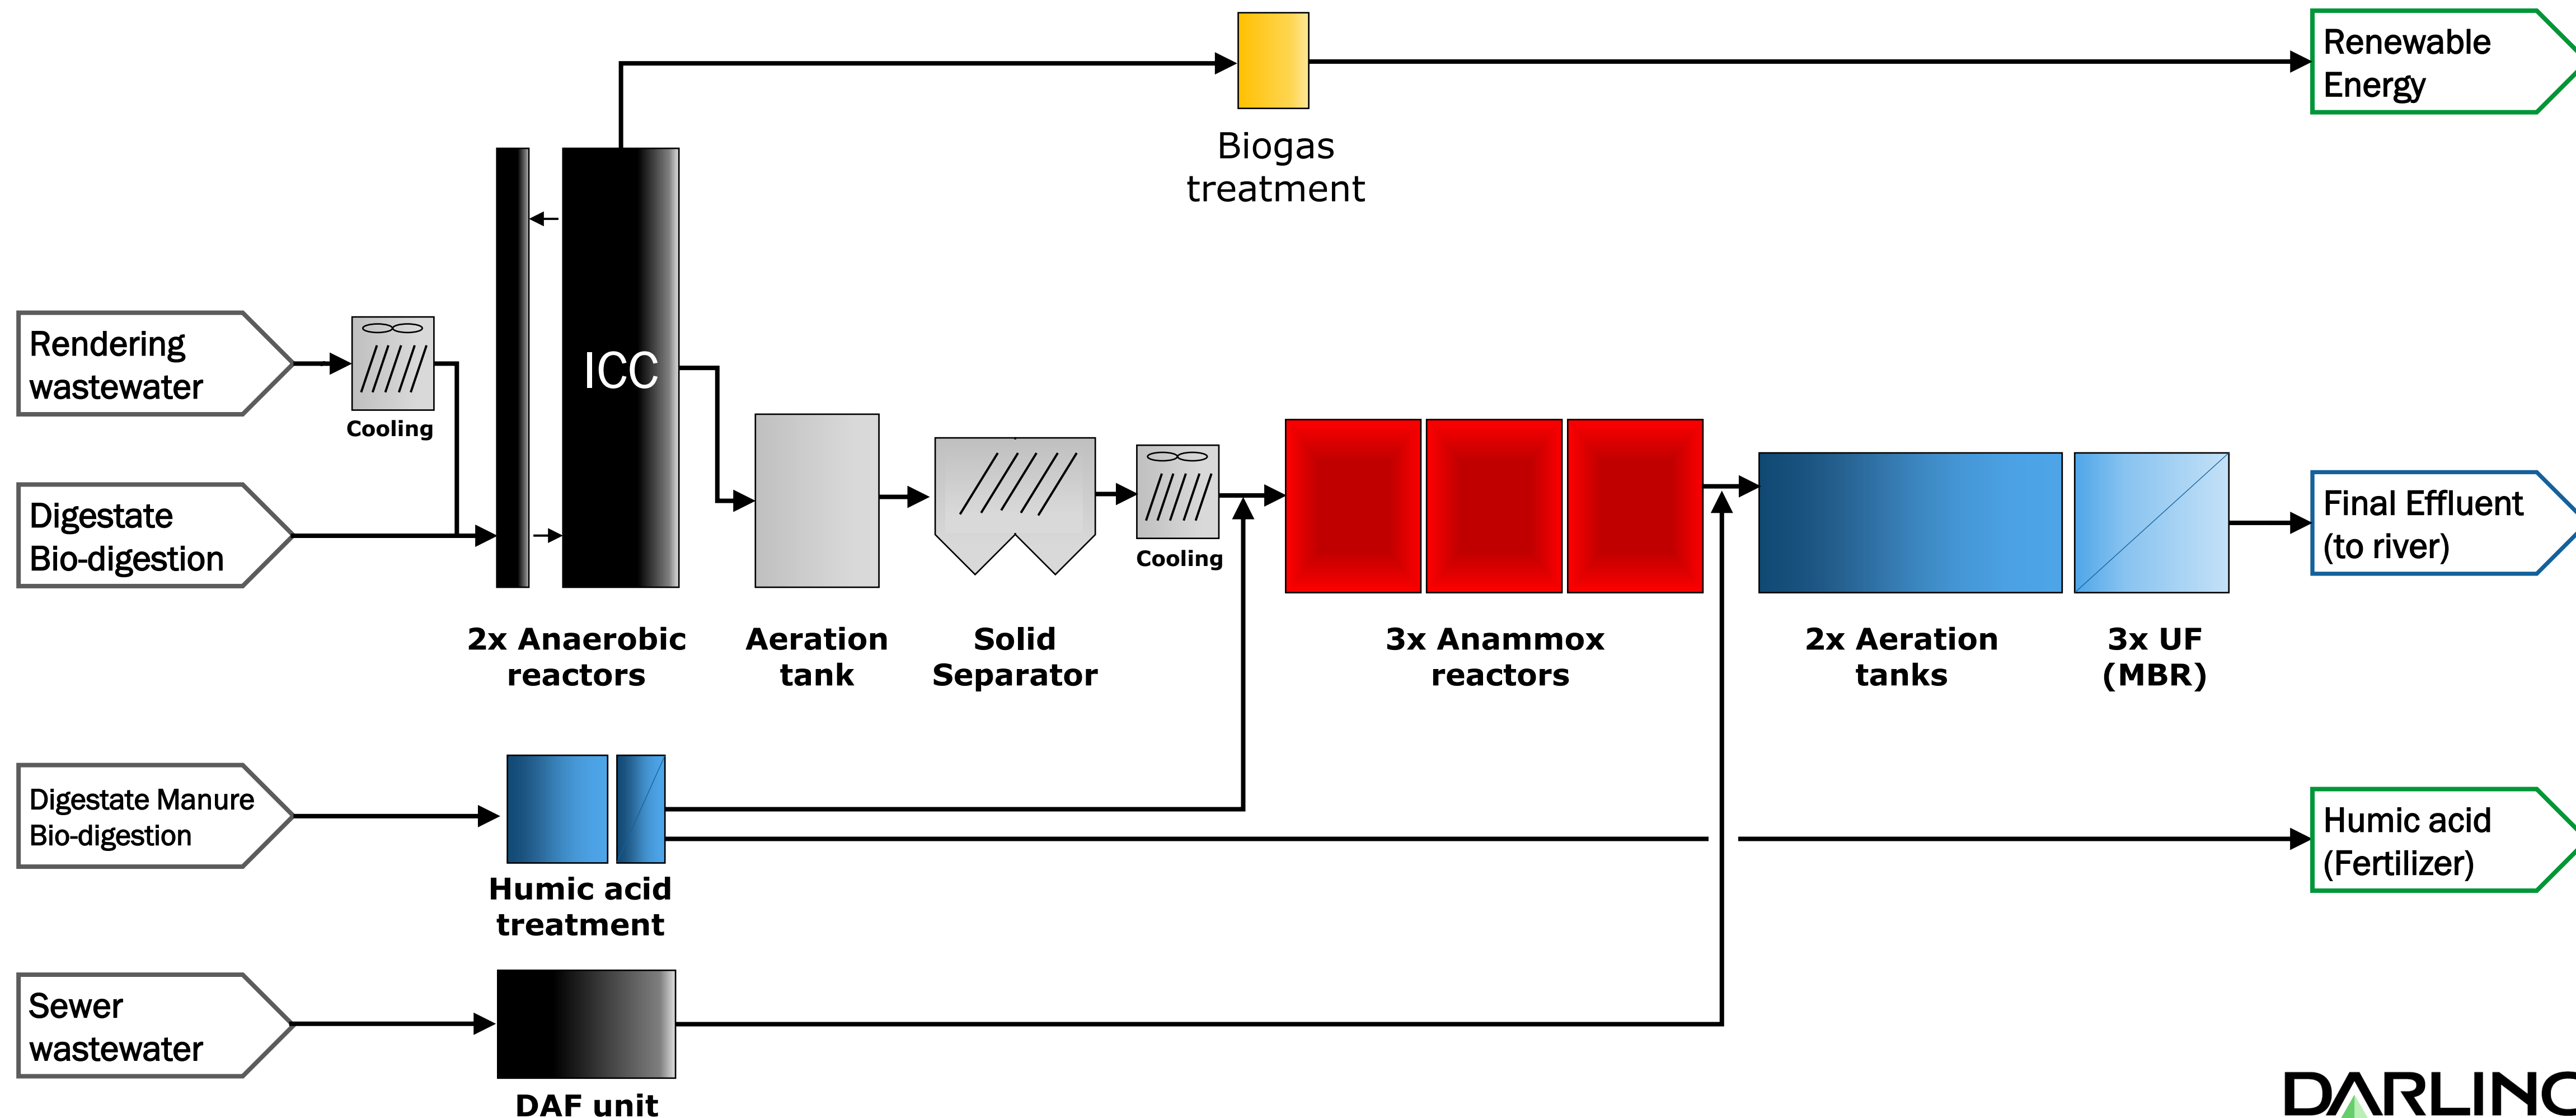 Renewable
Energy
Biogas
treatment
Rendering
wastewater
Cooling
ICC
Digestate
Bio-digestion
Cooling
Final Effluent
(to river)
2x Anaerobic
reactors
Aeration
tank
Solid
Separator
3x Anammox
reactors
2x Aeration
tanks
3x UF
(MBR)
Digestate Manure
Bio-digestion
Humic acid
treatment
Humic acid
(Fertilizer)
Sewer
wastewater
DAF unit
DARLING